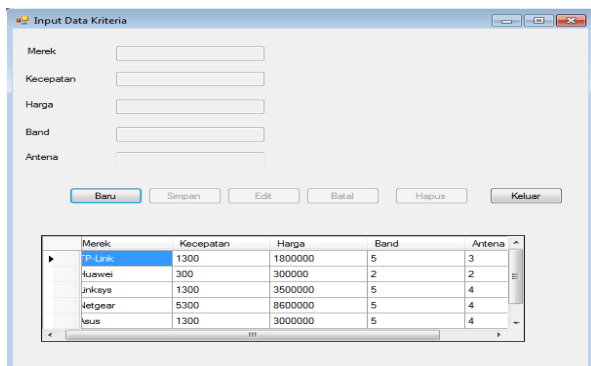 Input Data Kriteria
Merek
Kecepatan
Harga
Band
Antena
Baru Simpan Edit Batal Hapus Keluar
Merek Kecepatan Harga Band Antena
TP-Link 1300 1800000 5 3
Huawei 300 300000 2 2
Linksys 1300 3500000 5 4
Netgear 5300 8600000 5 4
Asus 1300 3000000 5 4